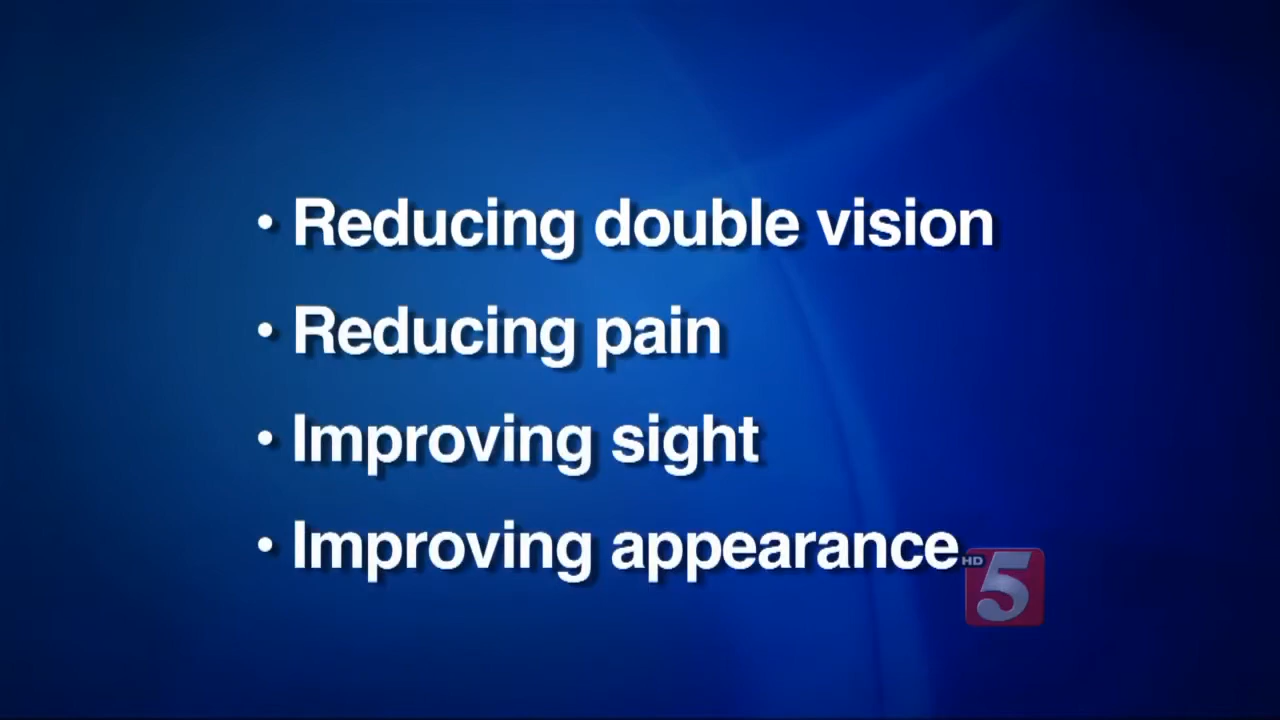 • Reducing double vision
• Reducing pain
• Improving sight
• Improving appearance
HD
5